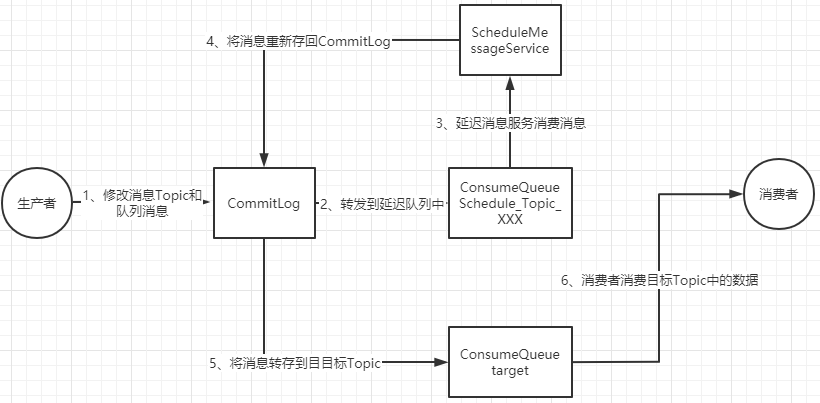 4、将消息重新存回CommitLog
ScheduleMe
ssageService
3、延迟消息服务消费消息
生产者
1、修改消息Topic和
队列消息
CommitLog
2、转发到延迟队列中
ConsumeQueue
Schedule_Topic_
XXX
消费者
6、消费者消费目标Topic中的数据
5、将消息转存到目目标Topic
ConsumeQueue
target